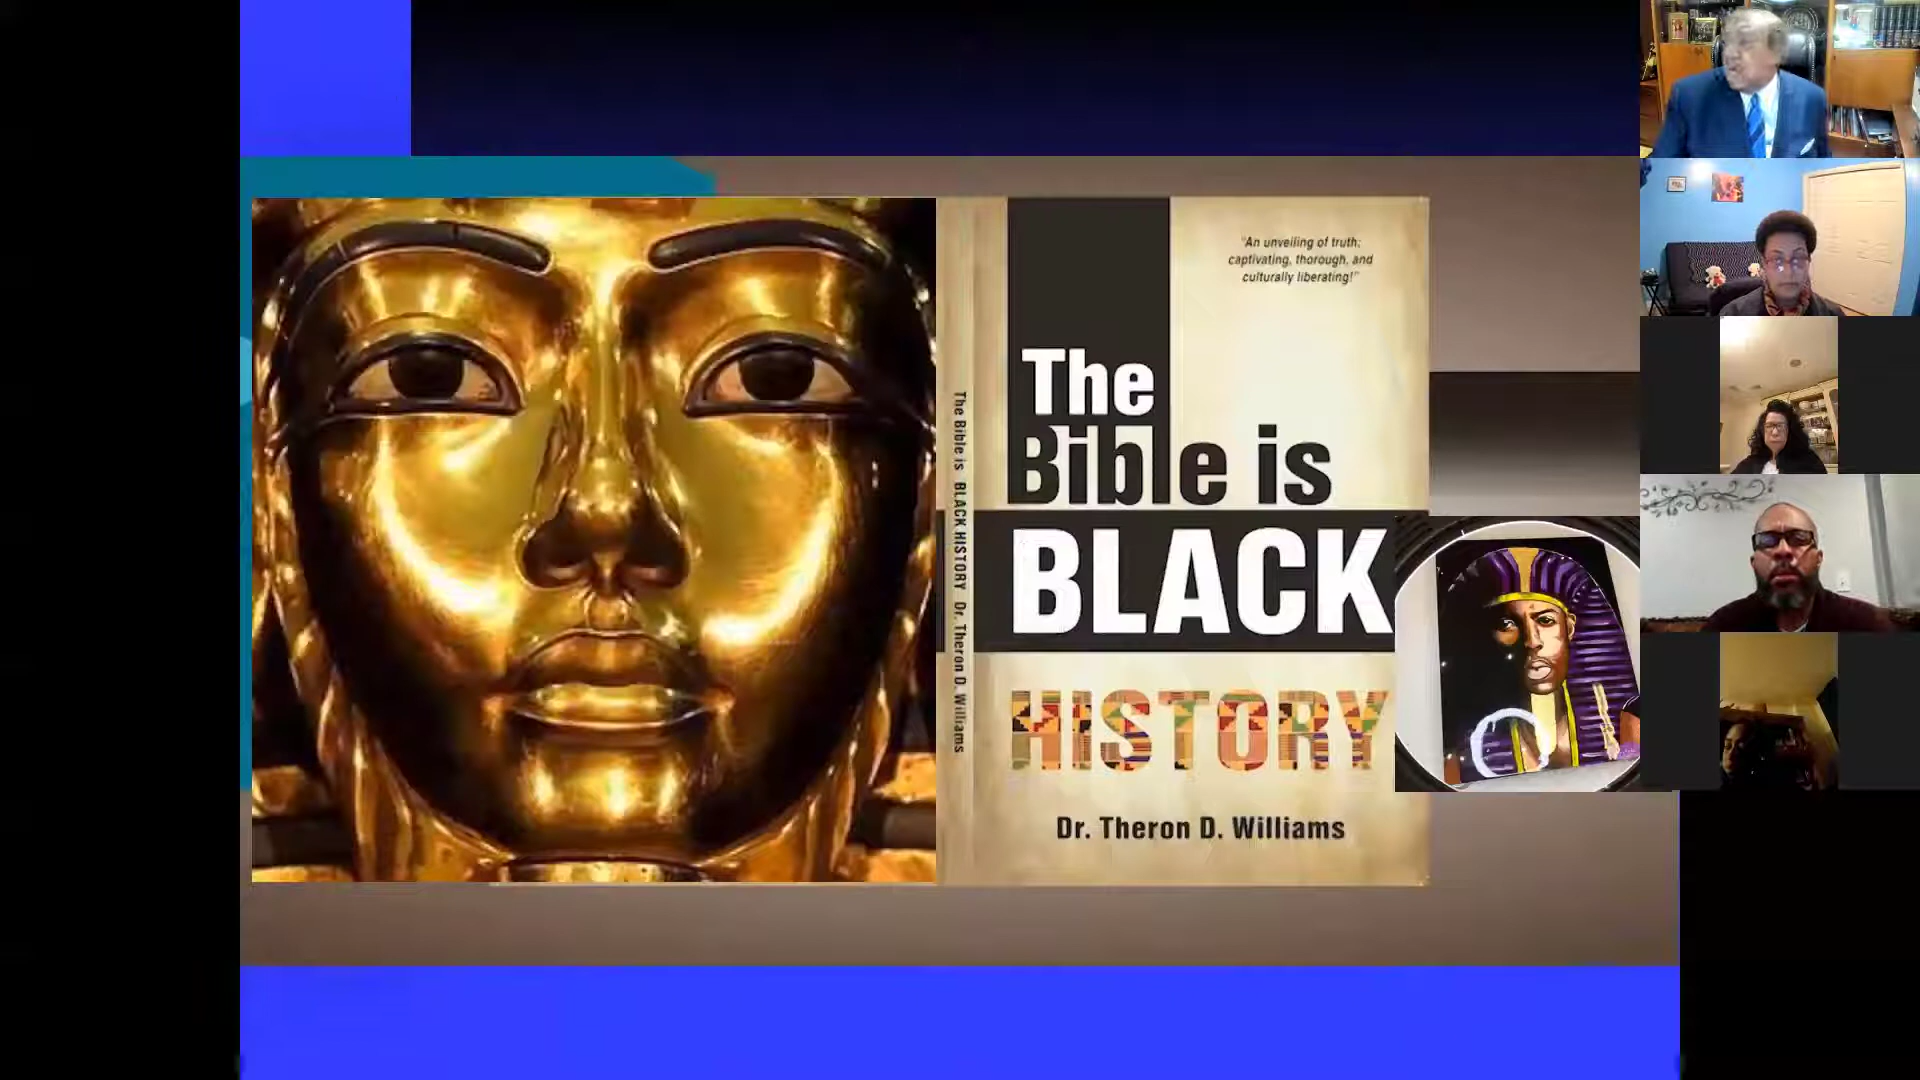 The Bible is BLACK HISTORY Dr. Theron D. Williams
"An unveiling of truth;
captivating, thorough, and
culturally liberating!"
The
Bible is
BLACK
HISTORY
Dr. Theron D. Williams